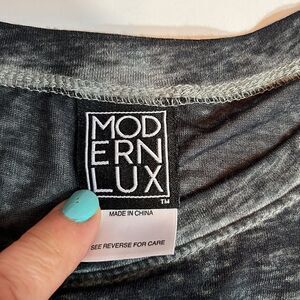 MOD
ERN
LUX
TM
MADE IN CHINA
SEE REVERSE FOR CARE